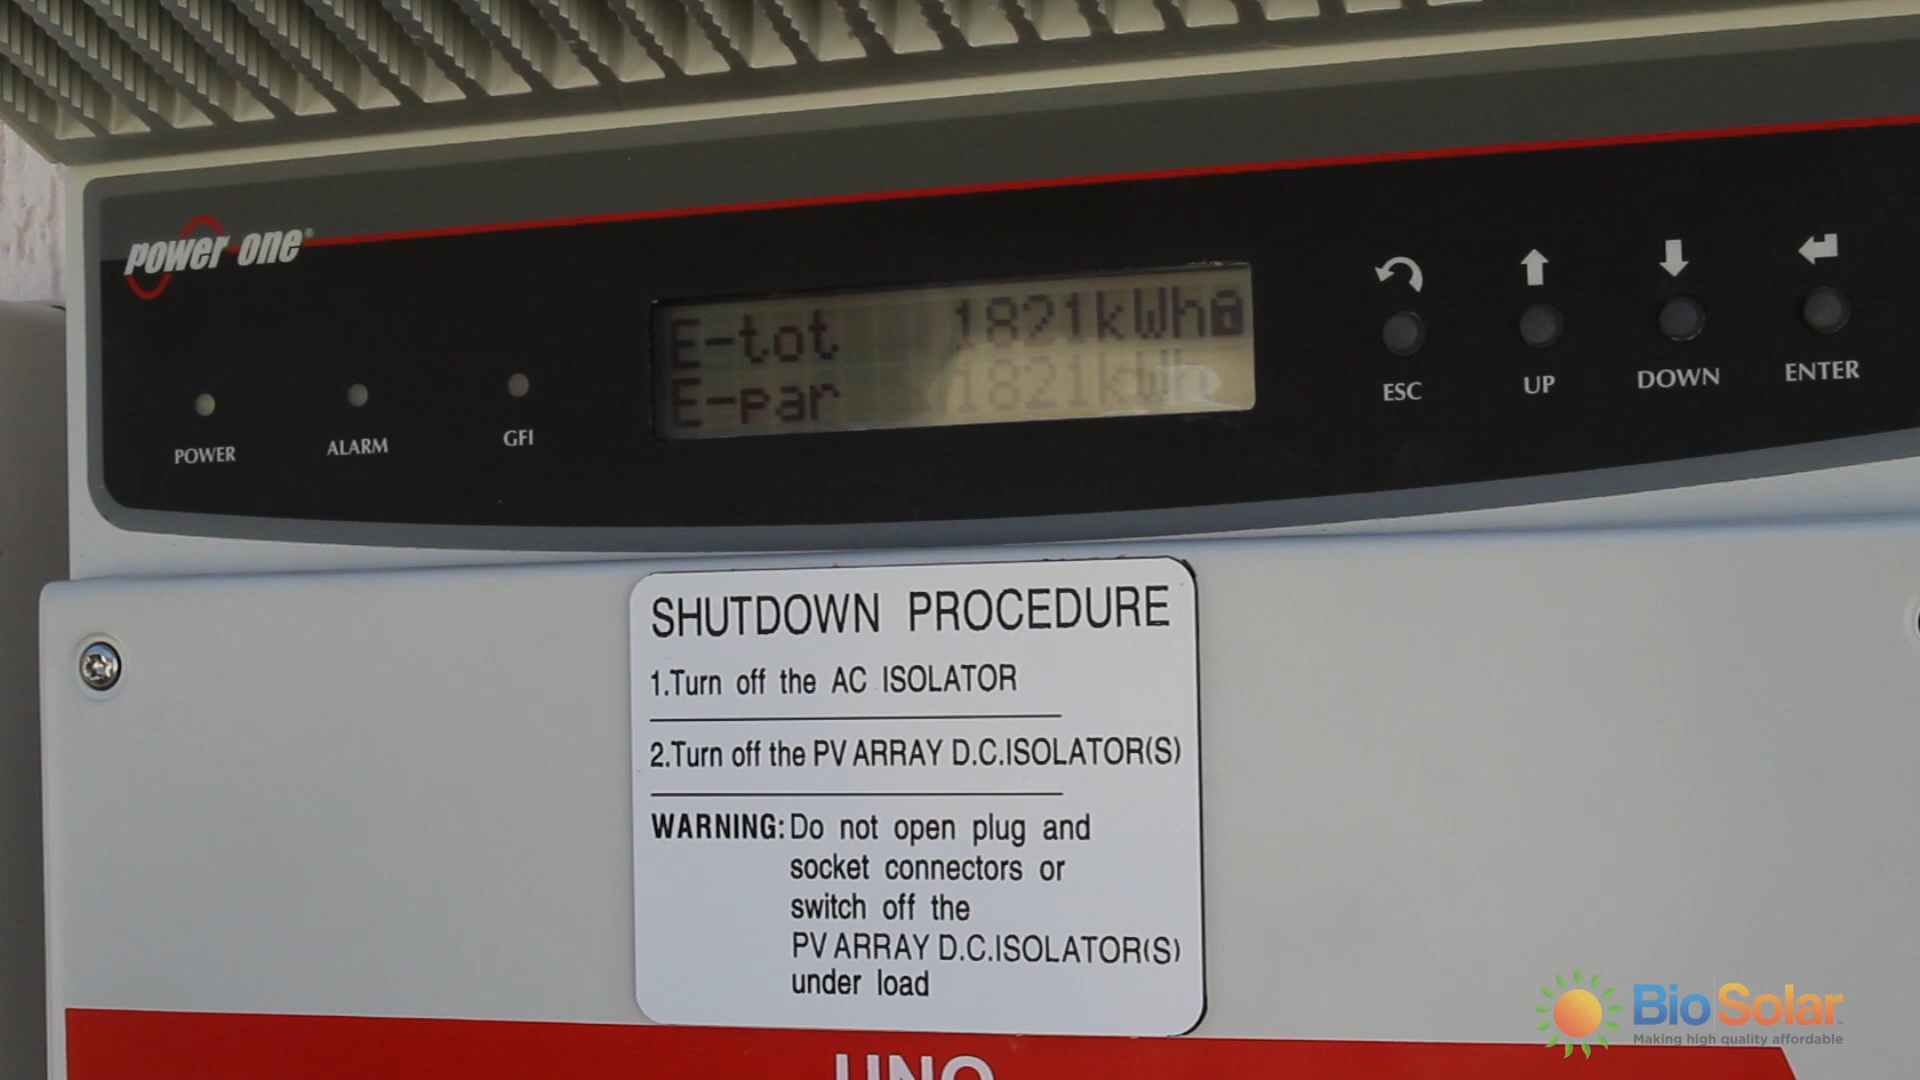 power-one®
E-tot 1821kWh
E-par 1821kWh
POWER
ALARM
GFI
ESC
UP
DOWN
ENTER
SHUTDOWN PROCEDURE
1.Turn off the AC ISOLATOR
2.Turn off the PV ARRAY D.C.ISOLATOR(S)
WARNING: Do not open plug and
socket connectors or
switch off the
PV ARRAY D.C.ISOLATOR(S)
under load
UNO
BioSolar
Making high quality affordable